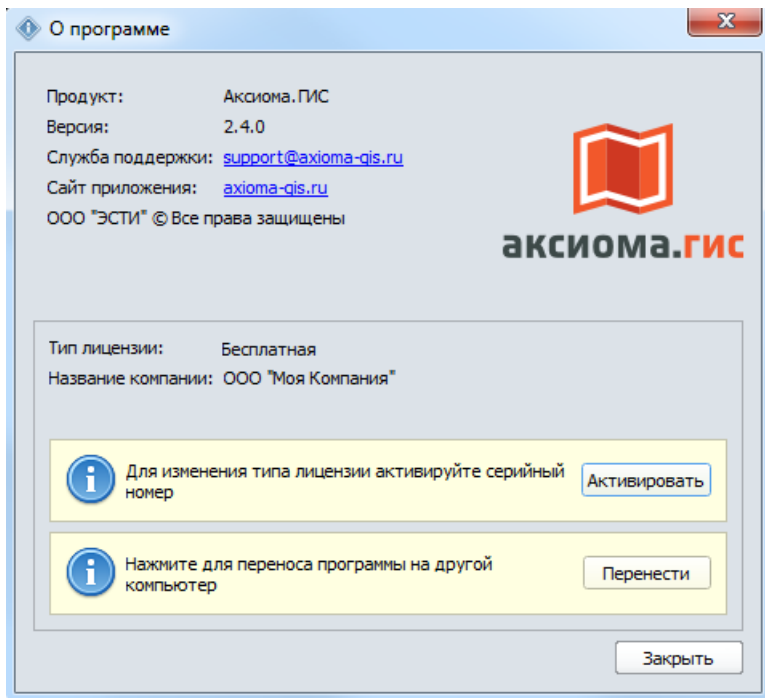 О программе
Продукт: Аксиома.ГИС
Версия: 2.4.0
Служба поддержки: support@axioma-gis.ru
Сайт приложения: axioma-gis.ru
ООО "ЭСТИ" © Все права защищены
аксиома.гис
Тип лицензии: Бесплатная
Название компании: ООО "Моя Компания"
Для изменения типа лицензии активируйте серийный
номер
Активировать
Нажмите для переноса программы на другой
компьютер
Перенести
Закрыть